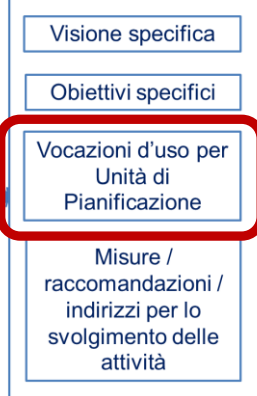 Visione specifica
Obiettivi specifici
Vocazioni d'uso per
Unità di
Pianificazione
Misure /
raccomandazioni /
indirizzi per lo
svolgimento delle
attività